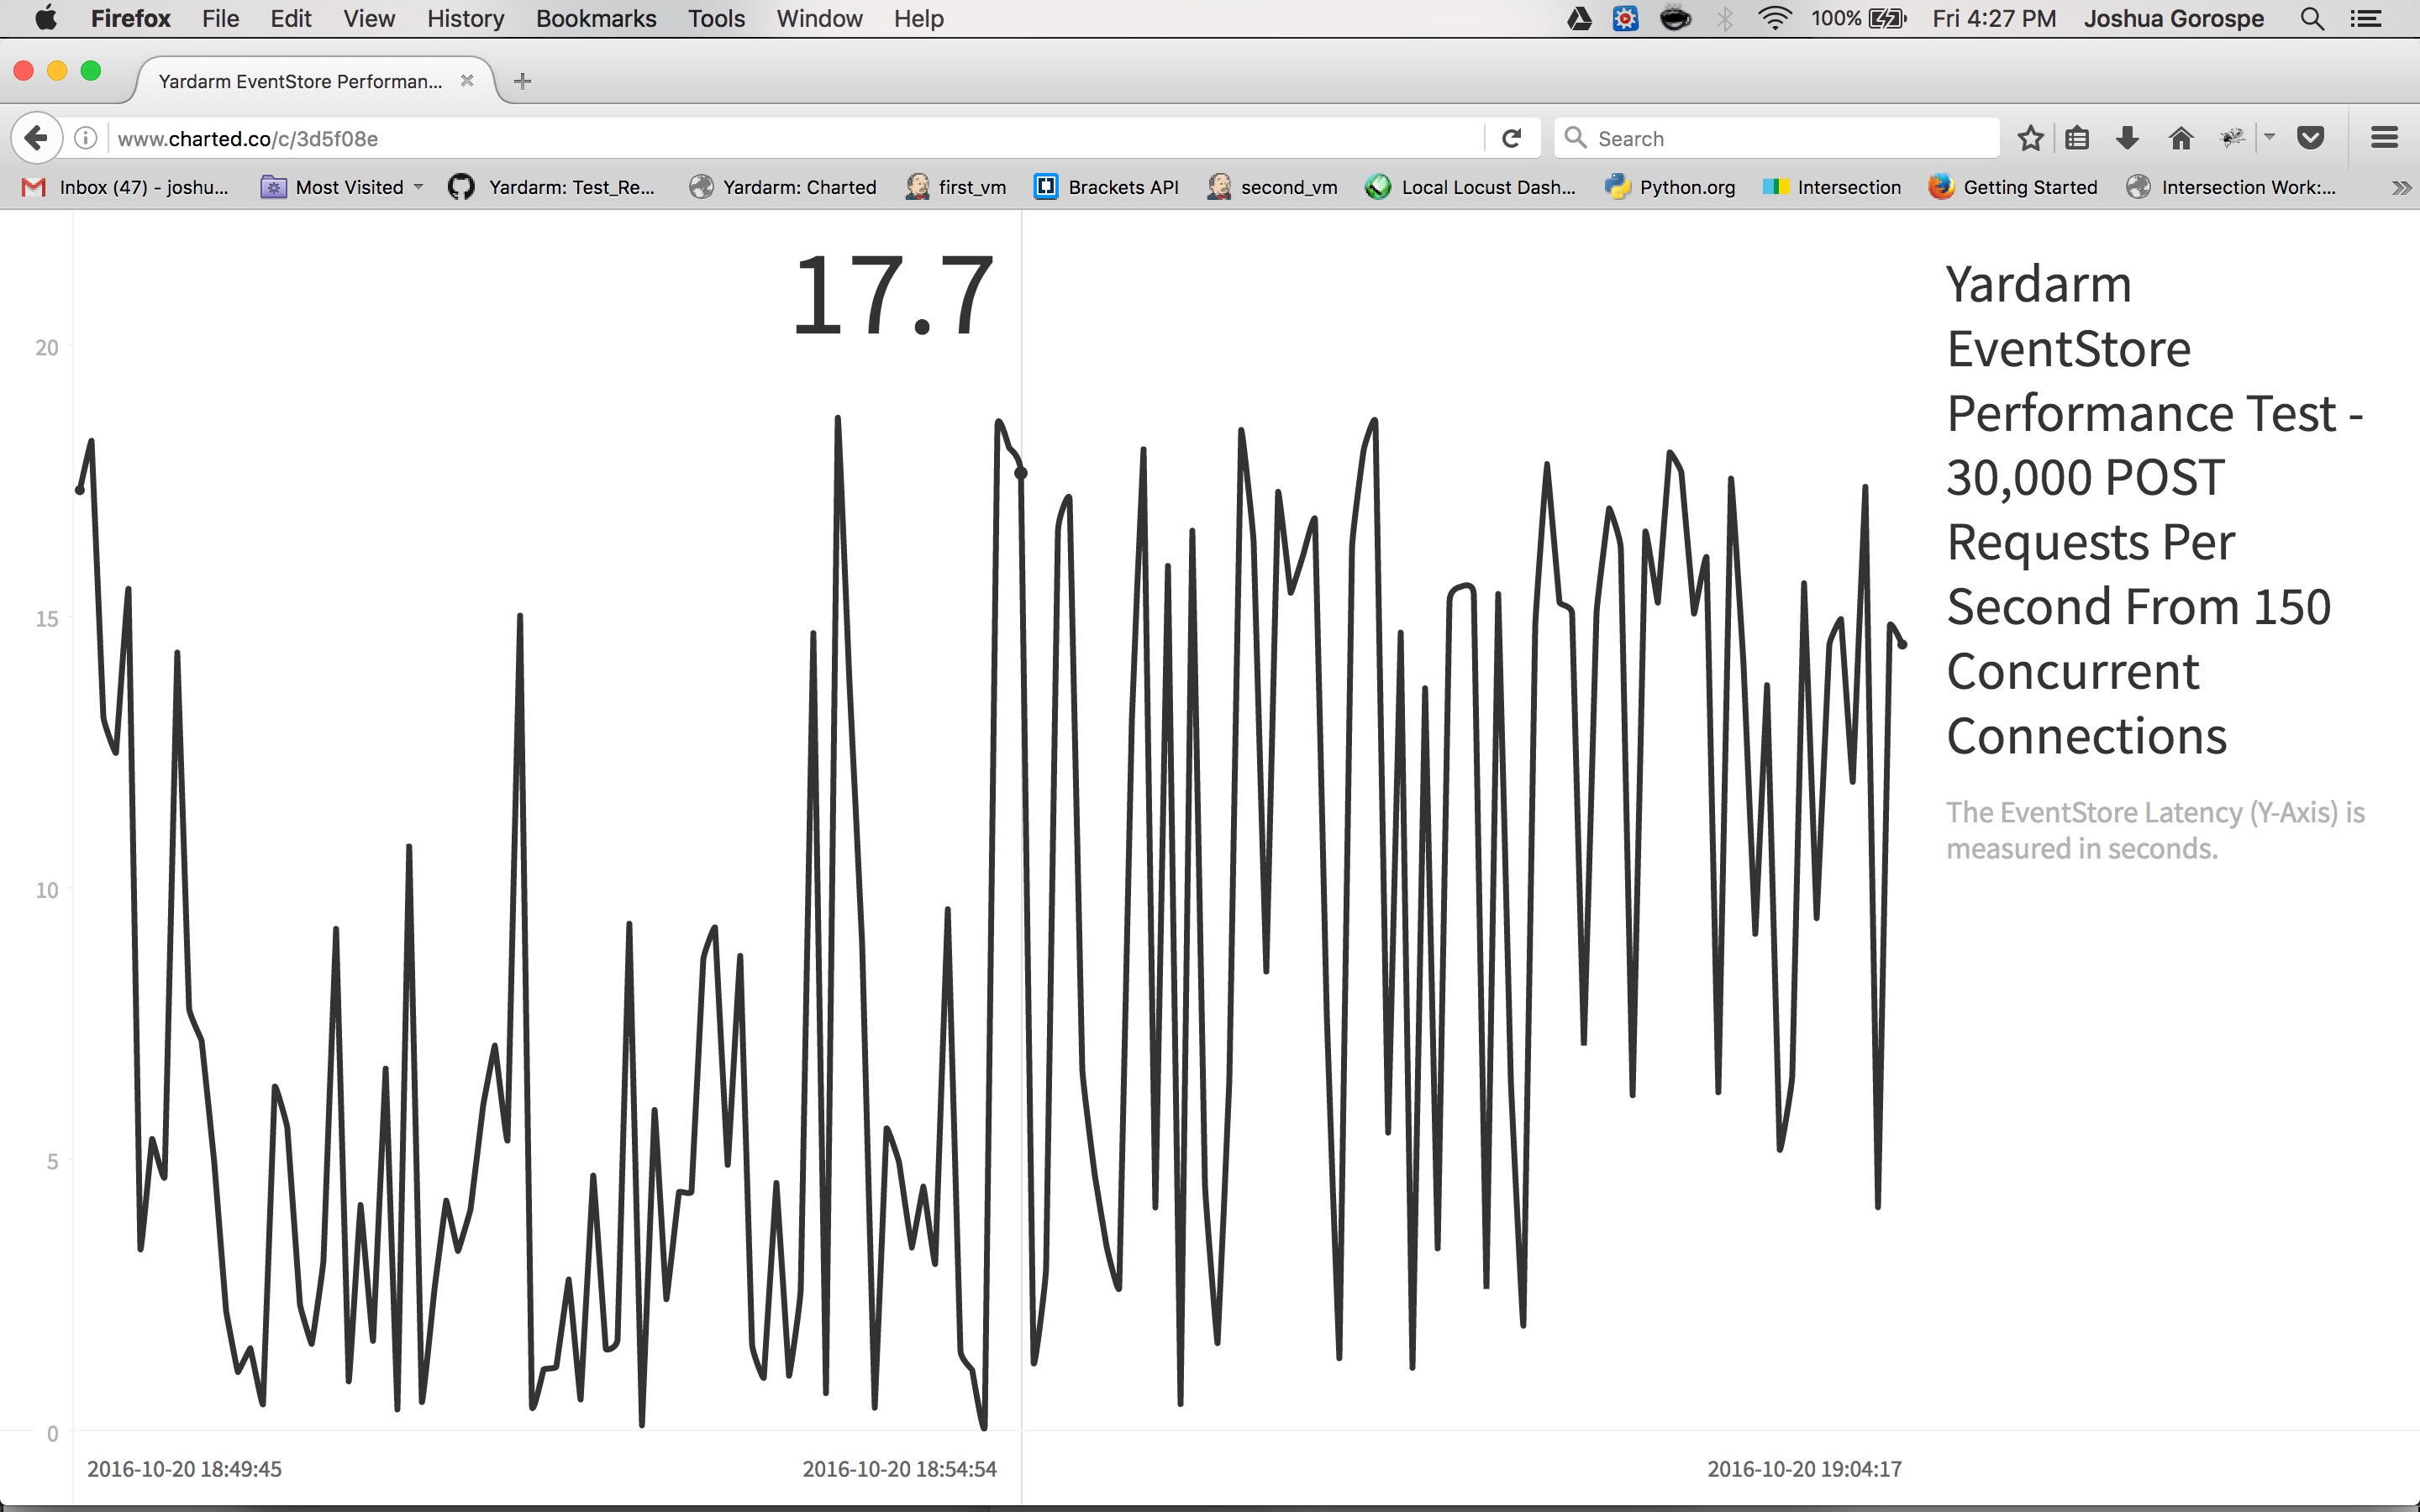 Firefox File Edit View History Bookmarks Tools Window Help 100% Fri 4:27 PM Joshua Gorospe
Yardarm EventStore Performan...
www.charted.co/c/3d5f08e Search
Inbox (47) - joshu... Most Visited Yardarm: Test_Re... Yardarm: Charted first_vm Brackets API second_vm Local Locust Dash... Python.org Intersection Getting Started Intersection Work:...
17.7
20
15
10
5
0
2016-10-20 18:49:45 2016-10-20 18:54:54 2016-10-20 19:04:17
Yardarm
EventStore
Performance Test -
30,000 POST
Requests Per
Second From 150
Concurrent
Connections
The EventStore Latency (Y-Axis) is
measured in seconds.